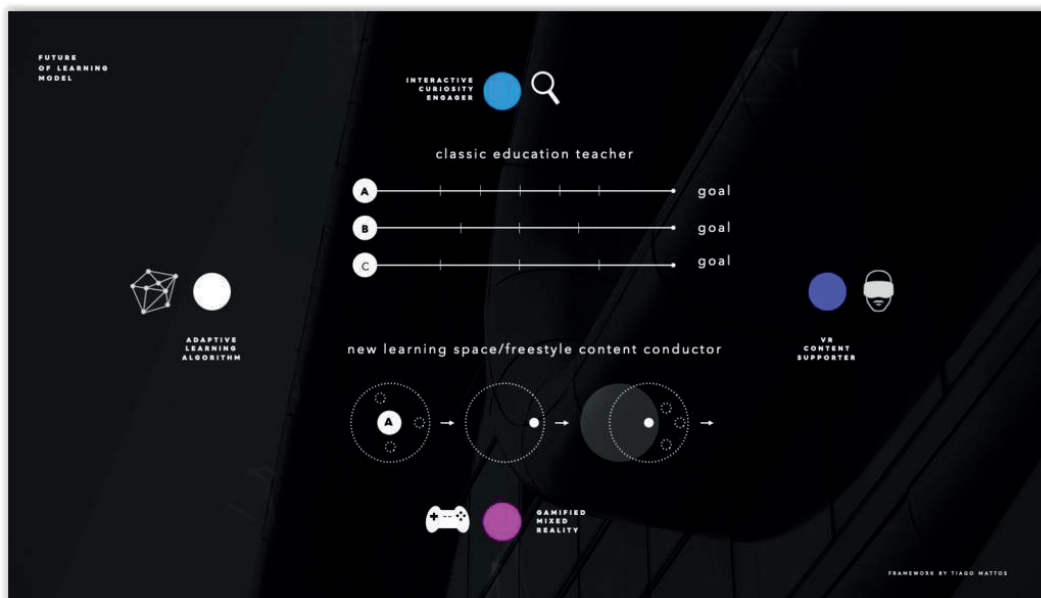 FUTURE
OF LEARNING
MODEL
INTERACTIVE
CURIOSITY
ENGAGER
classic education teacher
A goal
B goal
C goal
ADAPTIVE
LEARNING
ALGORITHM
VR
CONTENT
SUPPORTER
new learning space/freestyle content conductor
A
GAMIFIED
MIXED
REALITY
FRAMEWORK BY TIAGO MATTOS